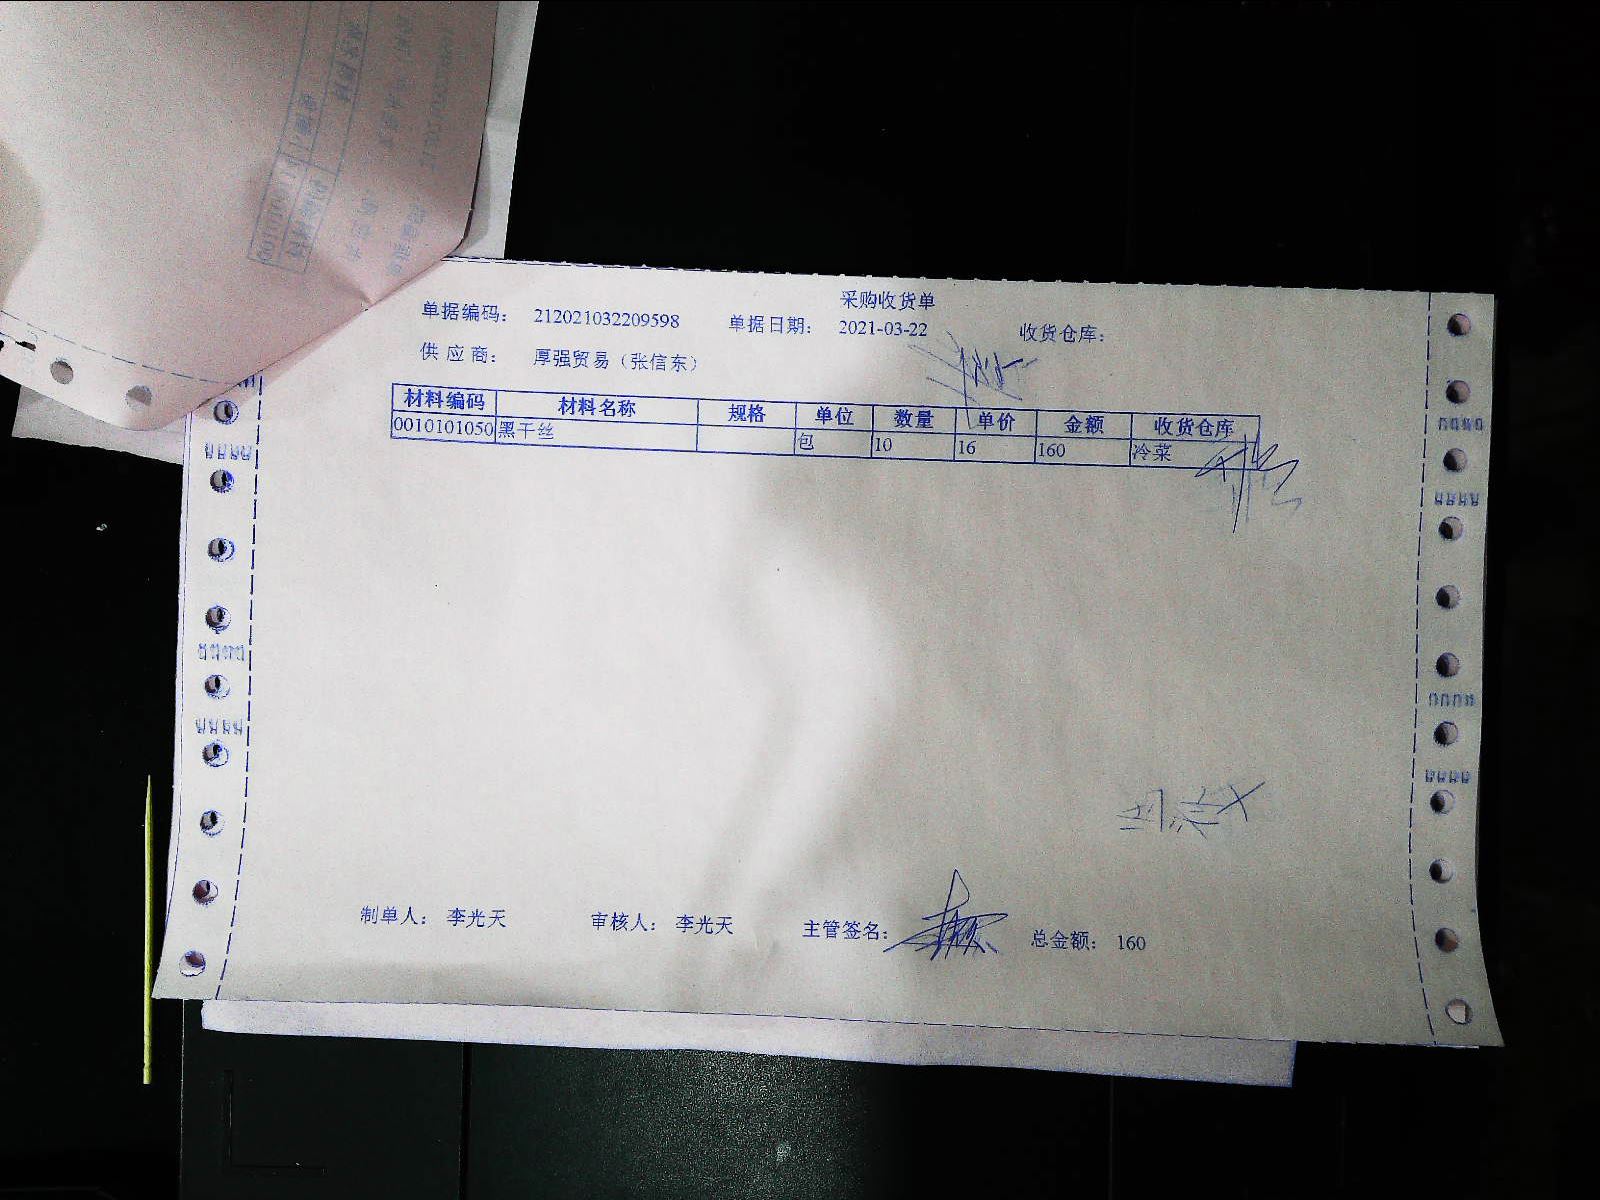 采购收货单
单据编码： 212021032209598 单据日期： 2021-03-22 收货仓库：
供 应 商： 厚强贸易（张信东）
材料编码 材料名称 规格 单位 数量 单价 金额 收货仓库
0010101050 黑干丝 包 10 16 160 冷菜
制单人： 李光天 审核人： 李光天 主管签名： 总金额： 160